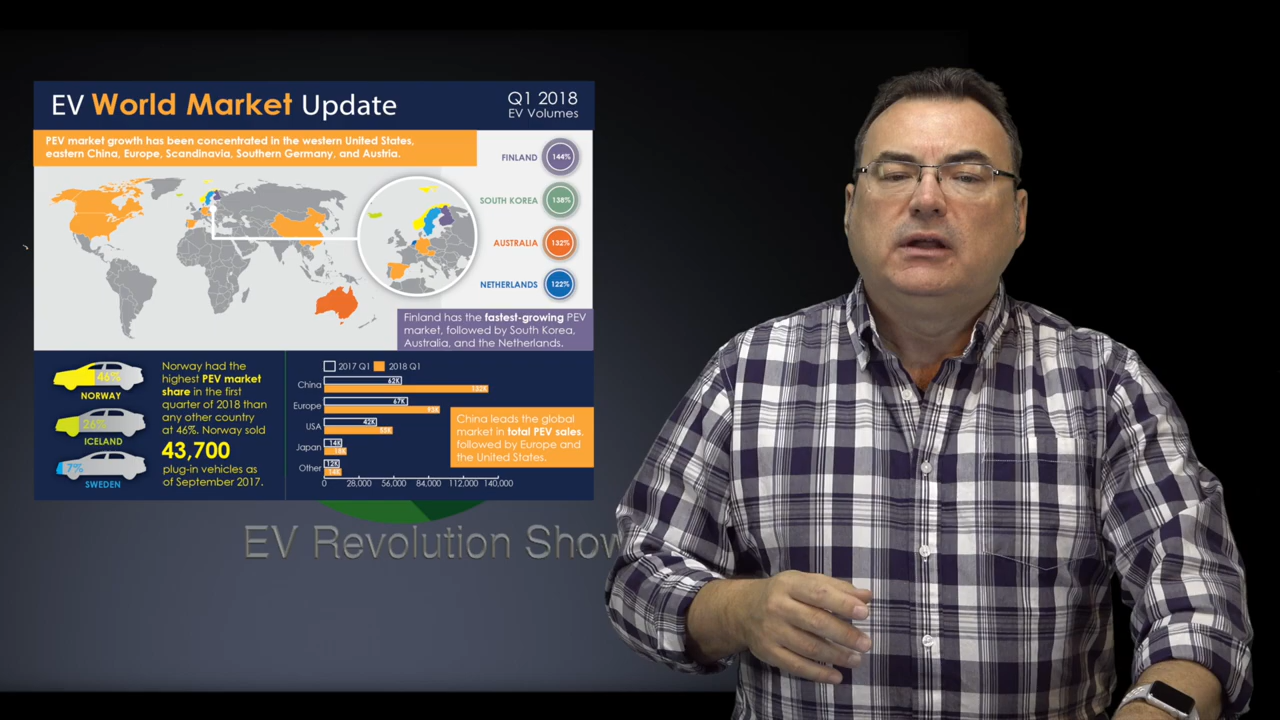 EV World Market Update
Q1 2018
EV Volumes
PEV market growth has been concentrated in the western United States,
eastern China, Europe, Scandinavia, Southern Germany, and Austria.
FINLAND 144%
SOUTH KOREA 138%
AUSTRALIA 132%
NETHERLANDS 122%
Finland has the fastest-growing PEV
market, followed by South Korea,
Australia, and the Netherlands.
46%
NORWAY
26%
ICELAND
7%
SWEDEN
Norway had the
highest PEV market
share in the first
quarter of 2018 than
any other country
at 46%. Norway sold
43,700
plug-in vehicles as
of September 2017.
2017 Q1 2018 Q1
China 62K
132K
Europe 67K
USA 42K
Japan 14K
Other 12K
14K
0 28,000 56,000 84,000 112,000 140,000
China leads the global
market in total PEV sales,
followed by Europe and
the United States.
EV Revolution Show